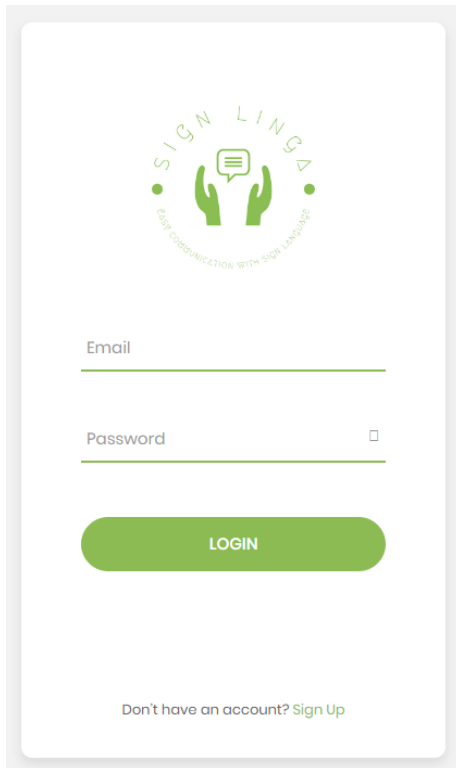 SIGN LINGA
EASY COMMUNICATION WITH SIGN LANGUAGE
Email
Password
LOGIN
Don't have an account? Sign Up